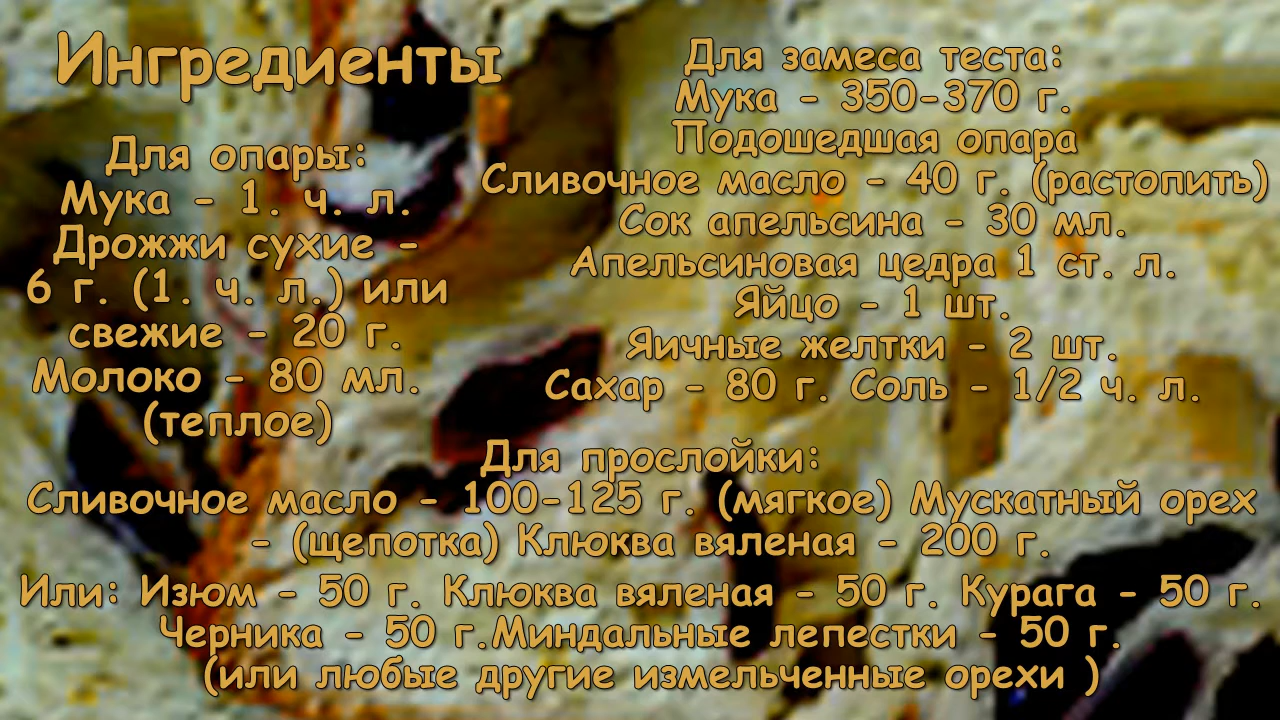 Ингредиенты
Для опары:
Мука - 1. ч. л.
Дрожжи сухие -
6 г. (1. ч. л.) или
свежие - 20 г.
Молоко - 80 мл.
(теплое)
Для замеса теста:
Мука - 350-370 г.
Подошедшая опара
Сливочное масло - 40 г. (растопить)
Сок апельсина - 30 мл.
Апельсиновая цедра 1 ст. л.
Яйцо - 1 шт.
Яичные желтки - 2 шт.
Сахар - 80 г. Соль - 1/2 ч. л.
Для прослойки:
Сливочное масло - 100-125 г. (мягкое) Мускатный орех
- (щепотка) Клюква вяленая - 200 г.
Или: Изюм - 50 г. Клюква вяленая - 50 г. Курага - 50 г.
Черника - 50 г.Миндальные лепестки - 50 г.
(или любые другие измельченные орехи )